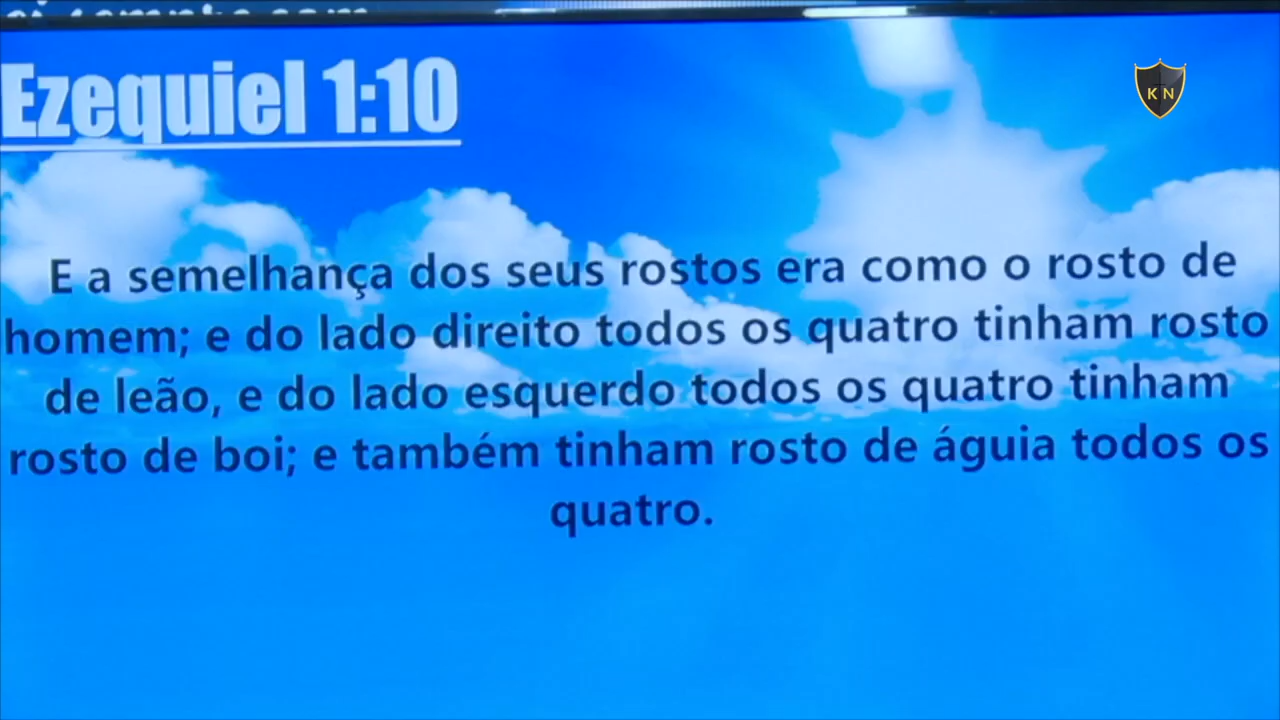 Ezequiel 1:10
KN
E a semelhança dos seus rostos era como o rosto de
homem; e do lado direito todos os quatro tinham rosto
de leão, e do lado esquerdo todos os quatro tinham
rosto de boi; e também tinham rosto de águia todos os
quatro.